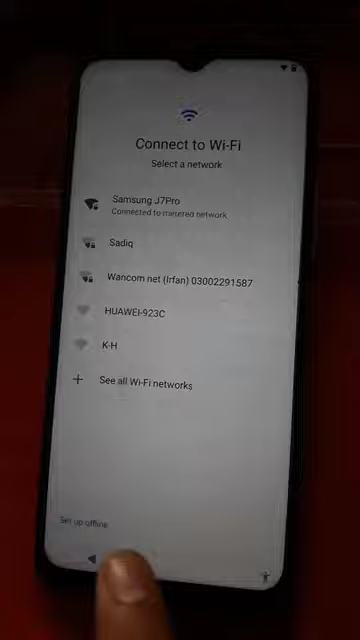 Connect to Wi-Fi
Select a network
Samsung J7Pro
Connected to metered network
Sadiq
Wancom net (Irfan) 03002291587
HUAWEI-923C
K-H
See all Wi-Fi networks
Set up offline